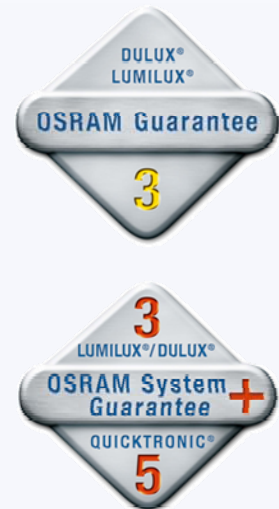 DULUX®
LUMILUX®
OSRAM Guarantee
3
3
LUMILUX®/DULUX®
OSRAM System +
Guarantee
QUICKTRONIC®
5